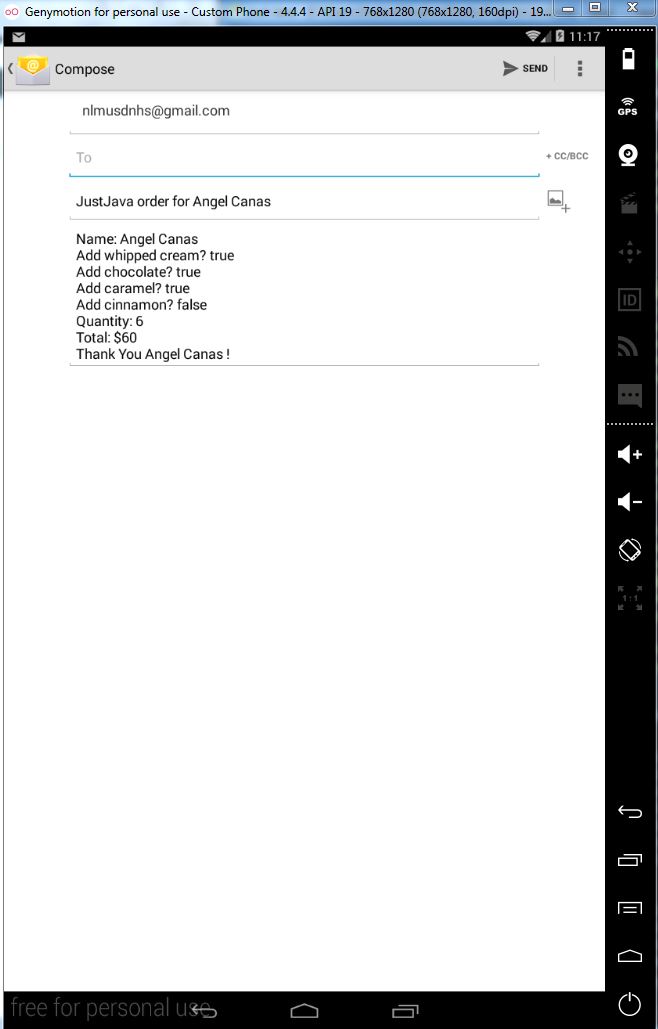 Genymotion for personal use - Custom Phone - 4.4.4 - API 19 - 768x1280 (768x1280, 160dpi) - 19...
11:17
Compose
SEND
GPS
nlmusdnhs@gmail.com
To
+ CC/BCC
JustJava order for Angel Canas
Name: Angel Canas
Add whipped cream? true
Add chocolate? true
Add caramel? true
Add cinnamon? false
Quantity: 6
Total: $60
Thank You Angel Canas !
ID
1:1
free for personal use